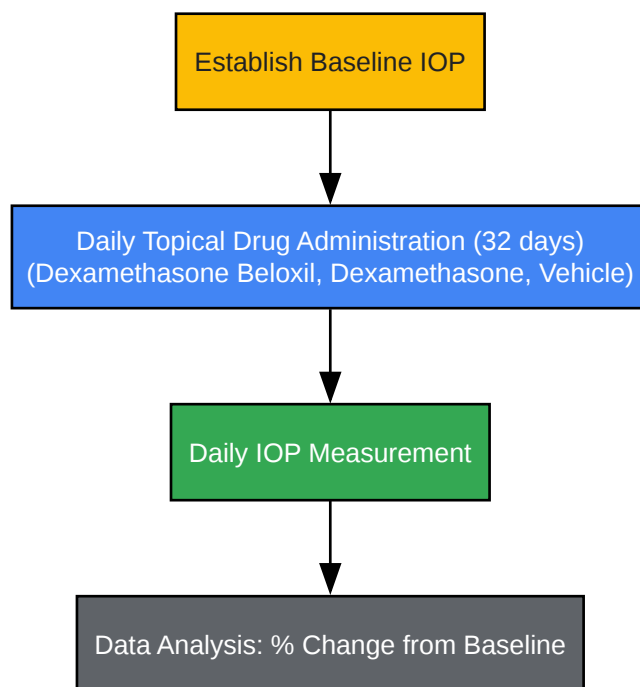 Establish Baseline IOP
Daily Topical Drug Administration (32 days)
(Dexamethasone Beloxil, Dexamethasone, Vehicle)
Daily IOP Measurement
Data Analysis: % Change from Baseline